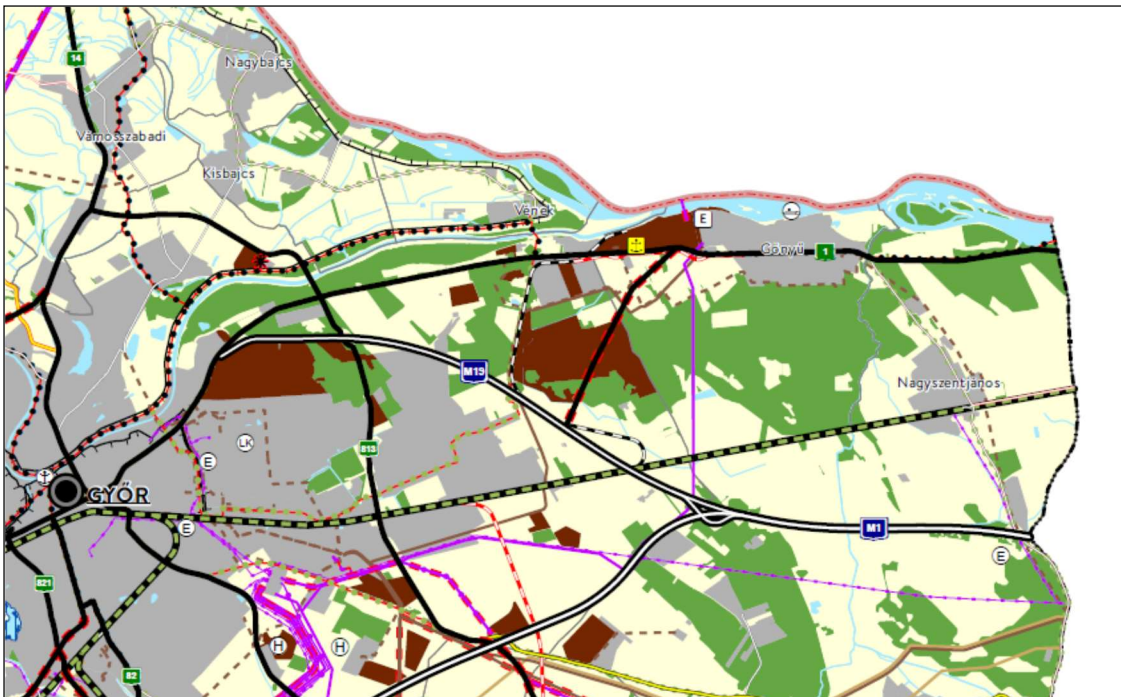 14
Nagybajcs
Vámosszabadi
Kisbajcs
Vének
E
Gönyű
1
M19
Nagyszentjános
LK
813
E
GYŐR
E
M1
E
821
H
H
82